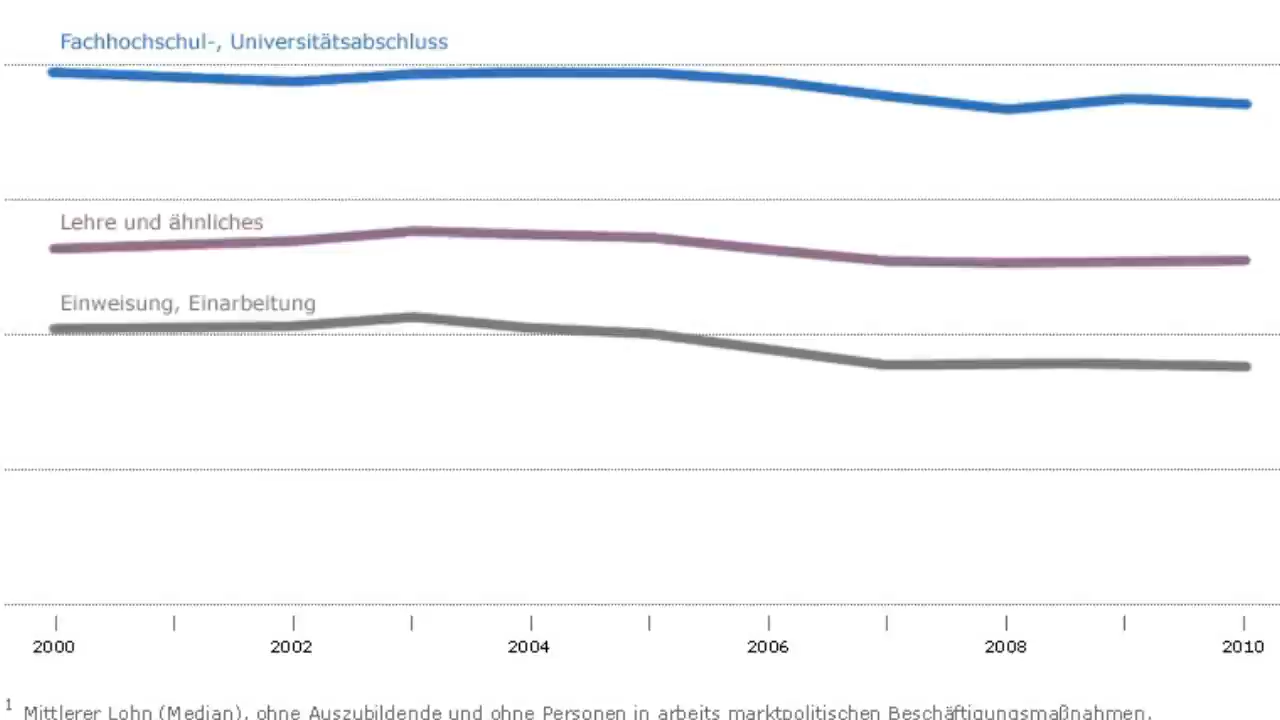 Fachhochschul-, Universitätsabschluss
Lehre und ähnliches
Einweisung, Einarbeitung
2000 2002 2004 2006 2008 2010
1 Mittlerer Lohn (Median), ohne Auszubildende und ohne Personen in arbeits marktpolitischen Beschäftigungsmaßnahmen.